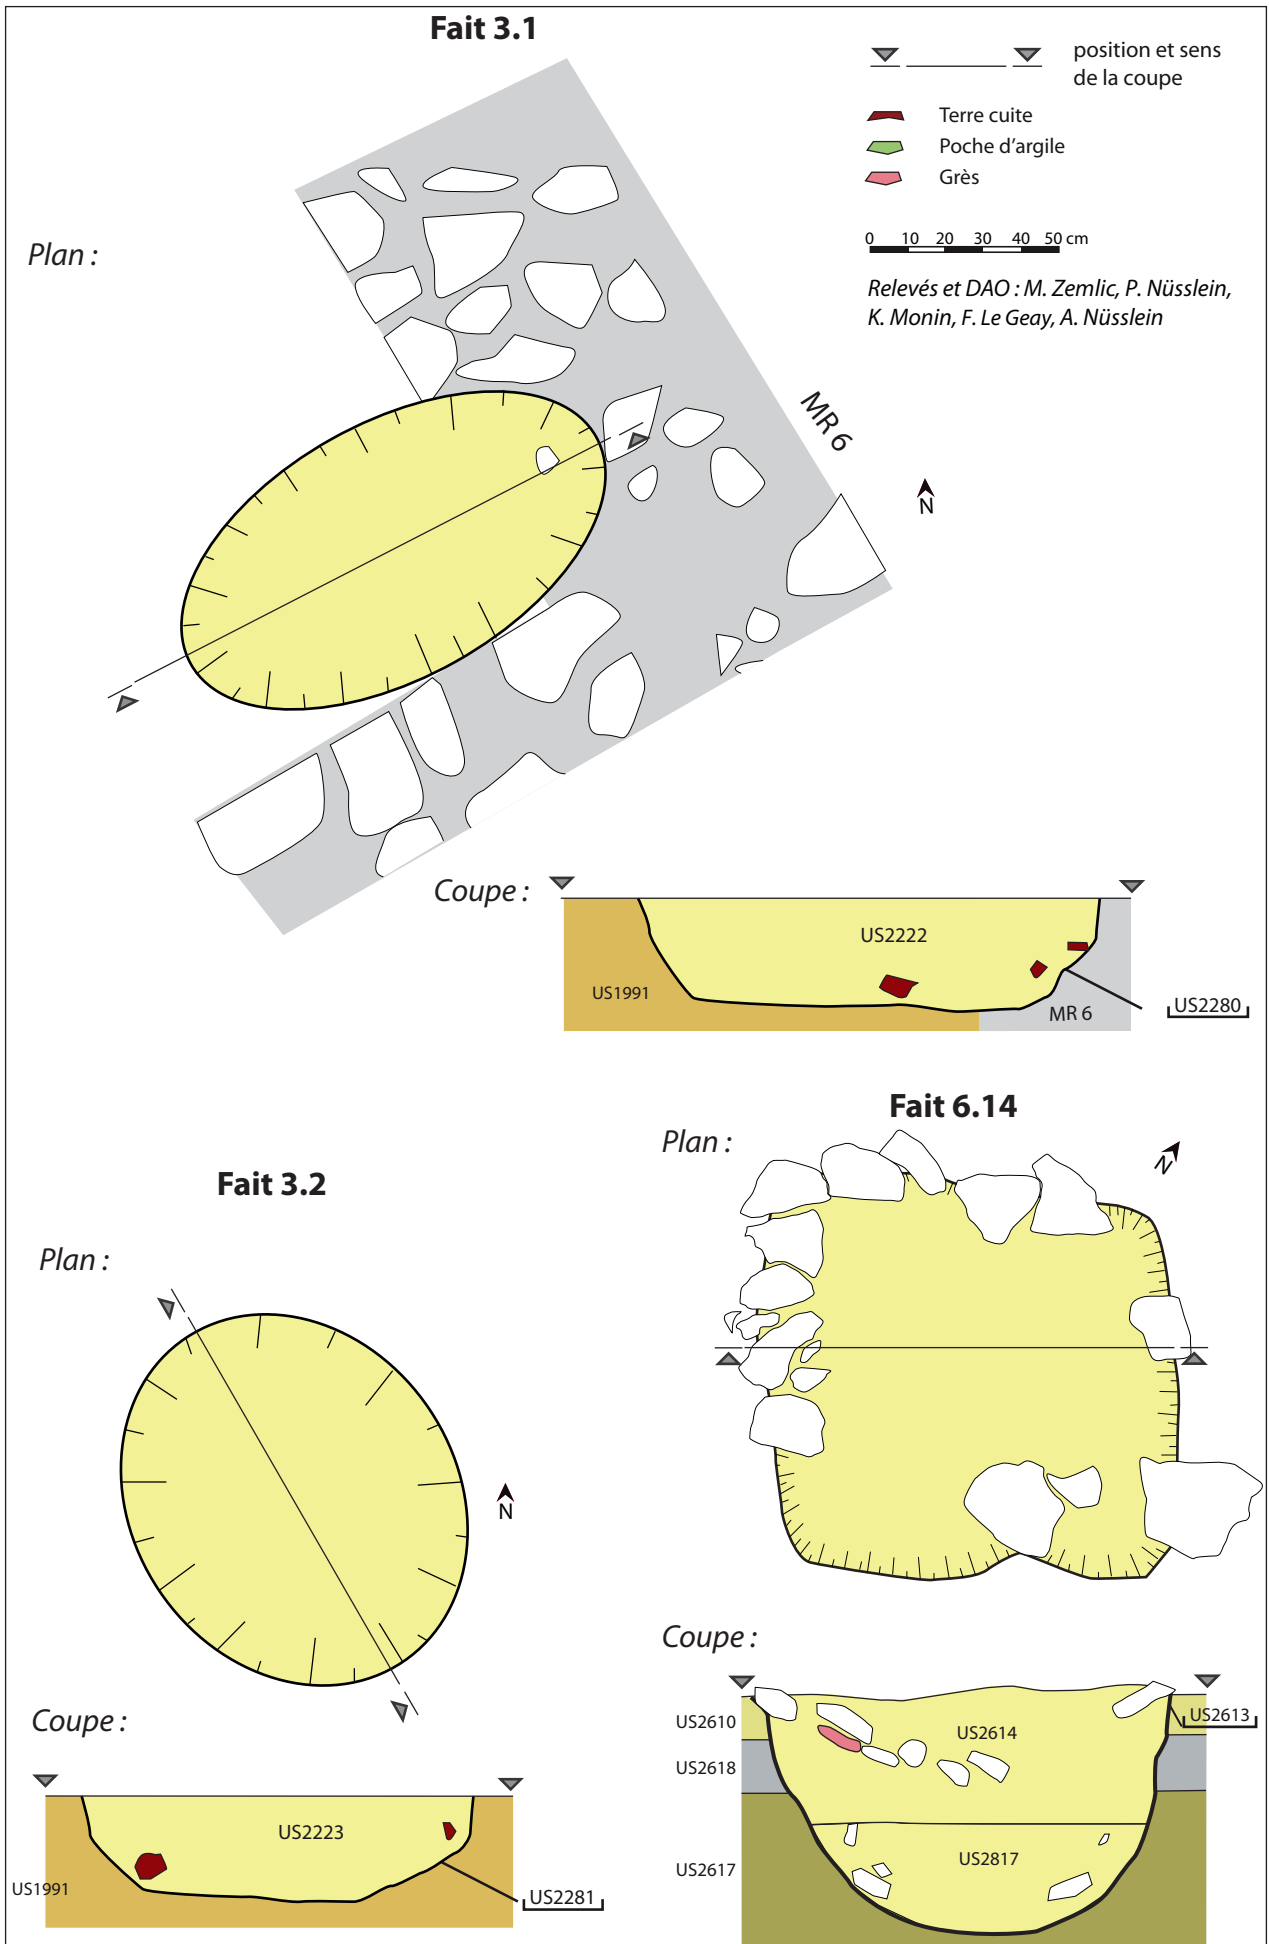 Fait 3.1
position et sens
de la coupe
Terre cuite
Poche d'argile
Grès
0 10 20 30 40 50 cm
Relevés et DAO : M. Zemlic, P. Nüsslein,
K. Monin, F. Le Geay, A. Nüsslein
Plan :
MR 6
N
Coupe :
US2222
US1991
US2280
MR 6
Fait 6.14
Plan :
N
Fait 3.2
Plan :
N
Coupe :
US2223
US1991
US2281
Coupe :
US2610
US2614
US2613
US2618
US2617
US2817